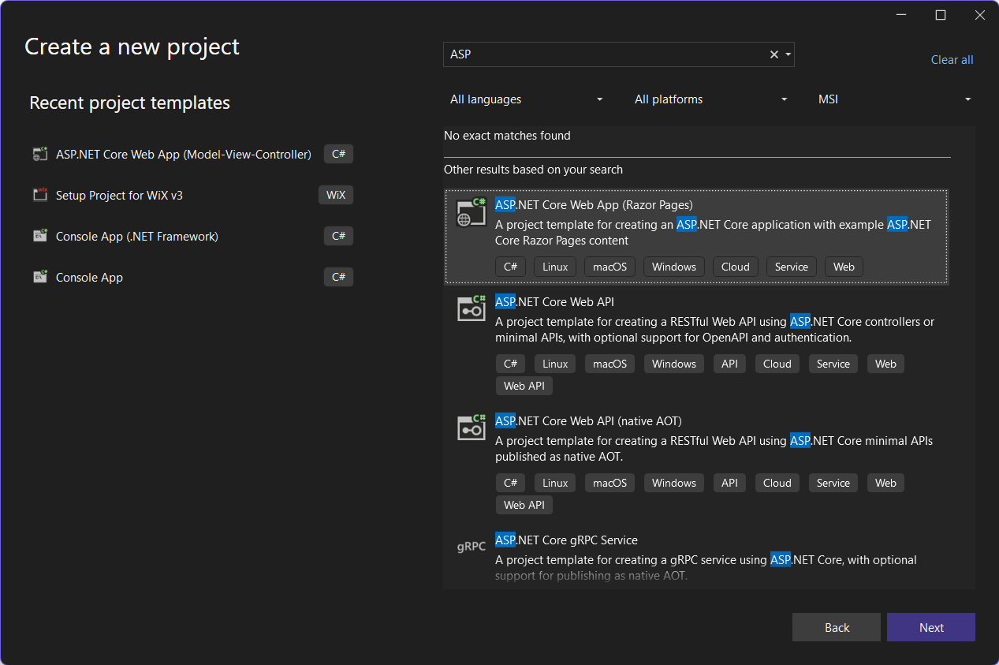 Create a new project
ASP
Clear all
Recent project templates
All languages
All platforms
MSI
ASP.NET Core Web App (Model-View-Controller) C#
Setup Project for WiX v3 WiX
Console App (.NET Framework) C#
Console App C#
No exact matches found
Other results based on your search
C#
ASP.NET Core Web App (Razor Pages)
A project template for creating an ASP.NET Core application with example ASP.NET
Core Razor Pages content
C# Linux macOS Windows Cloud Service Web
C#
ASP.NET Core Web API
A project template for creating a RESTful Web API using ASP.NET Core controllers or
minimal APIs, with optional support for OpenAPI and authentication.
C# Linux macOS Windows API Cloud Service Web
Web API
C#
ASP.NET Core Web API (native AOT)
A project template for creating a RESTful Web API using ASP.NET Core minimal APIs
published as native AOT.
C# Linux macOS Windows API Cloud Service Web
Web API
gRPC
ASP.NET Core gRPC Service
A project template for creating a gRPC service using ASP.NET Core, with optional
support for publishing as native AOT.
Back
Next